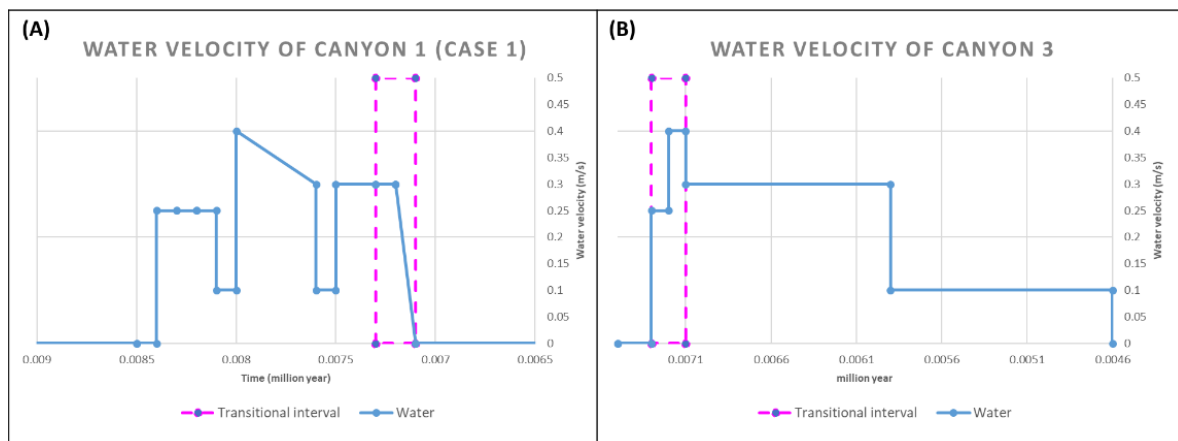 (A)
WATER VELOCITY OF CANYON 1 (CASE 1)
0.5
0.45
0.4
0.35
0.3
0.25
0.2
0.15
0.1
0.05
0
Water velocity (m/s)
0.009 0.0085 0.008 0.0075 0.007 0.0065
Time (million year)
Transitional interval Water
(B)
WATER VELOCITY OF CANYON 3
0.5
0.45
0.4
0.35
0.3
0.25
0.2
0.15
0.1
0.05
0
Water velocity (m/s)
0.0071 0.0066 0.0061 0.0056 0.0051 0.0046
million year
Transitional interval Water